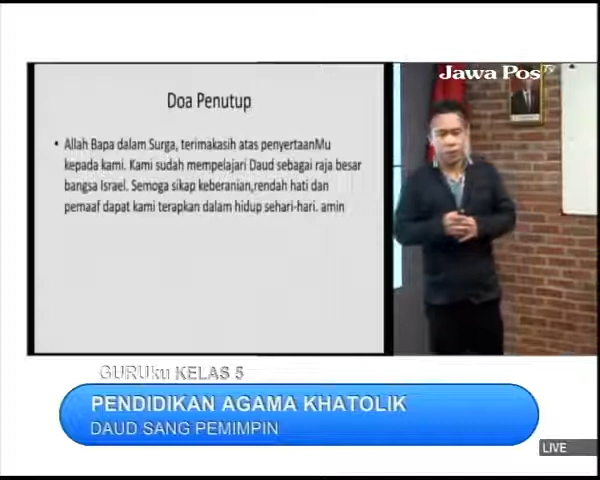 Jawa Pos TV
Doa Penutup
• Allah Bapa dalam Surga, terimakasih atas penyertaanMu
kepada kami. Kami sudah mempelajari Daud sebagai raja besar
bangsa Israel. Semoga sikap keberanian,rendah hati dan
pemaaf dapat kami terapkan dalam hidup sehari-hari. amin
GURUku KELAS 5
PENDIDIKAN AGAMA KHATOLIK
DAUD SANG PEMIMPIN
LIVE